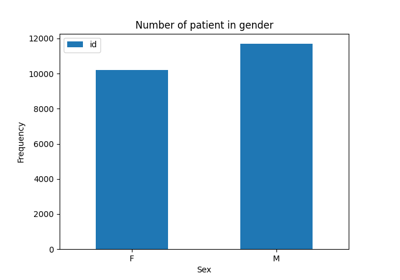 Number of patient in gender
id
12000
10000
8000
6000
4000
2000
0
Frequency
F
M
Sex